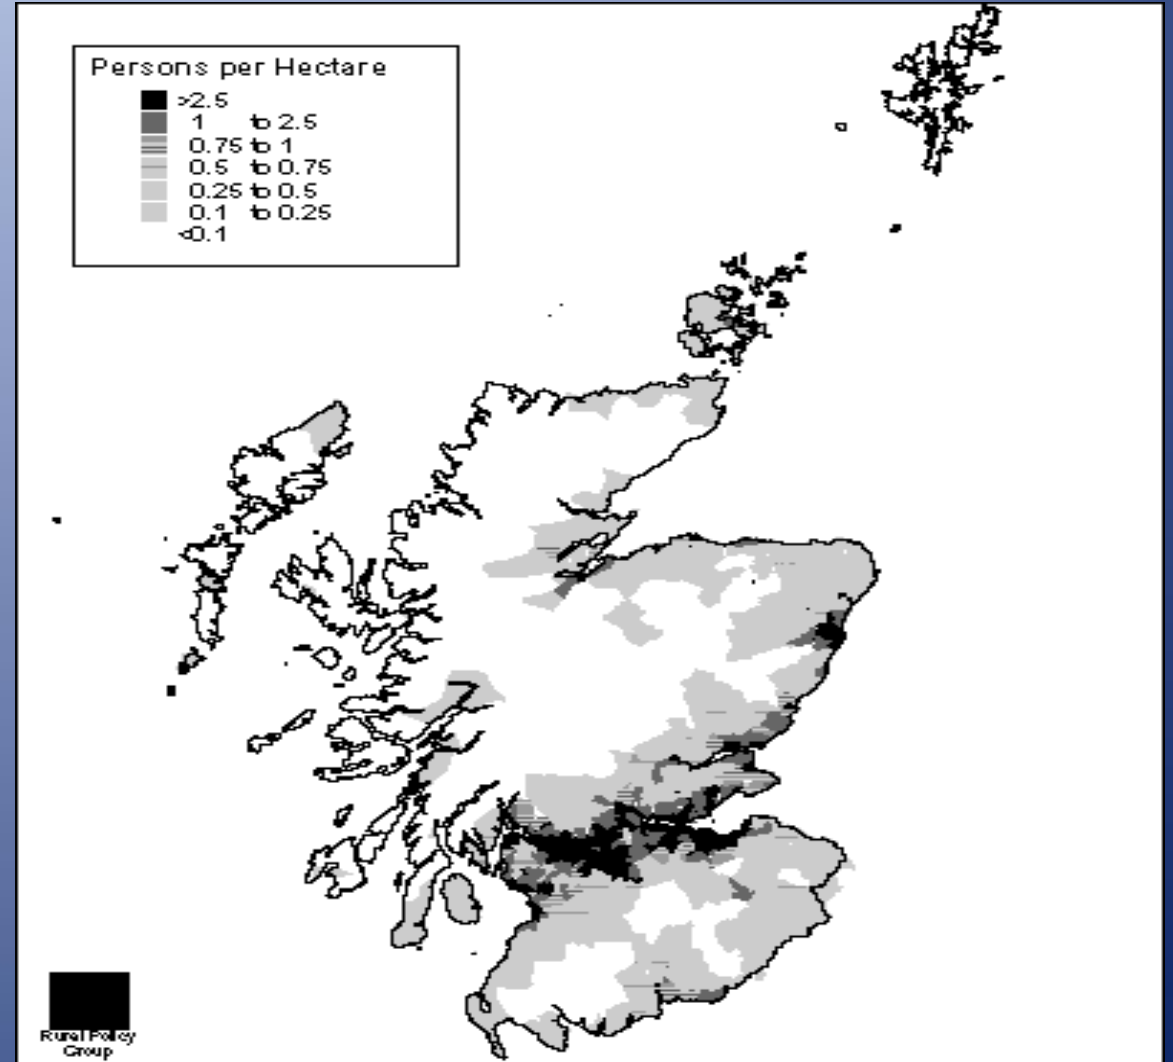 Persons per Hectare
>2.5
1 to 2.5
0.75 to 1
0.5 to 0.75
0.25 to 0.5
0.1 to 0.25
<0.1
Rural Policy
Group